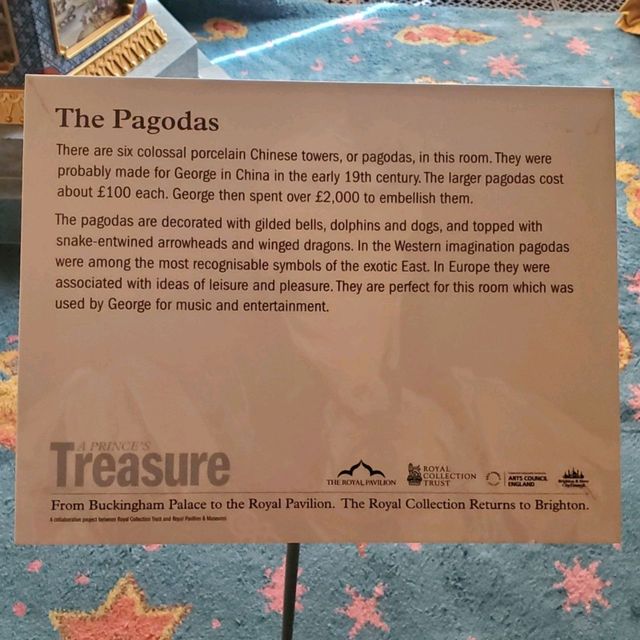 The Pagodas
There are six colossal porcelain Chinese towers, or pagodas, in this room. They were
probably made for George in China in the early 19th century. The larger pagodas cost
about £100 each. George then spent over £2,000 to embellish them.
The pagodas are decorated with gilded bells, dolphins and dogs, and topped with
snake-entwined arrowheads and winged dragons. In the Western imagination pagodas
were among the most recognisable symbols of the exotic East. In Europe they were
associated with ideas of leisure and pleasure. They are perfect for this room which was
used by George for music and entertainment.
A PRINCE'S
Treasure
THE ROYAL PAVILION
ROYAL
COLLECTION
TRUST
ARTS COUNCIL
ENGLAND
Brighton & Hove
City Council
From Buckingham Palace to the Royal Pavilion. The Royal Collection Returns to Brighton.
A collaborative project between Royal Collection Trust and Royal Pavilion & Museums